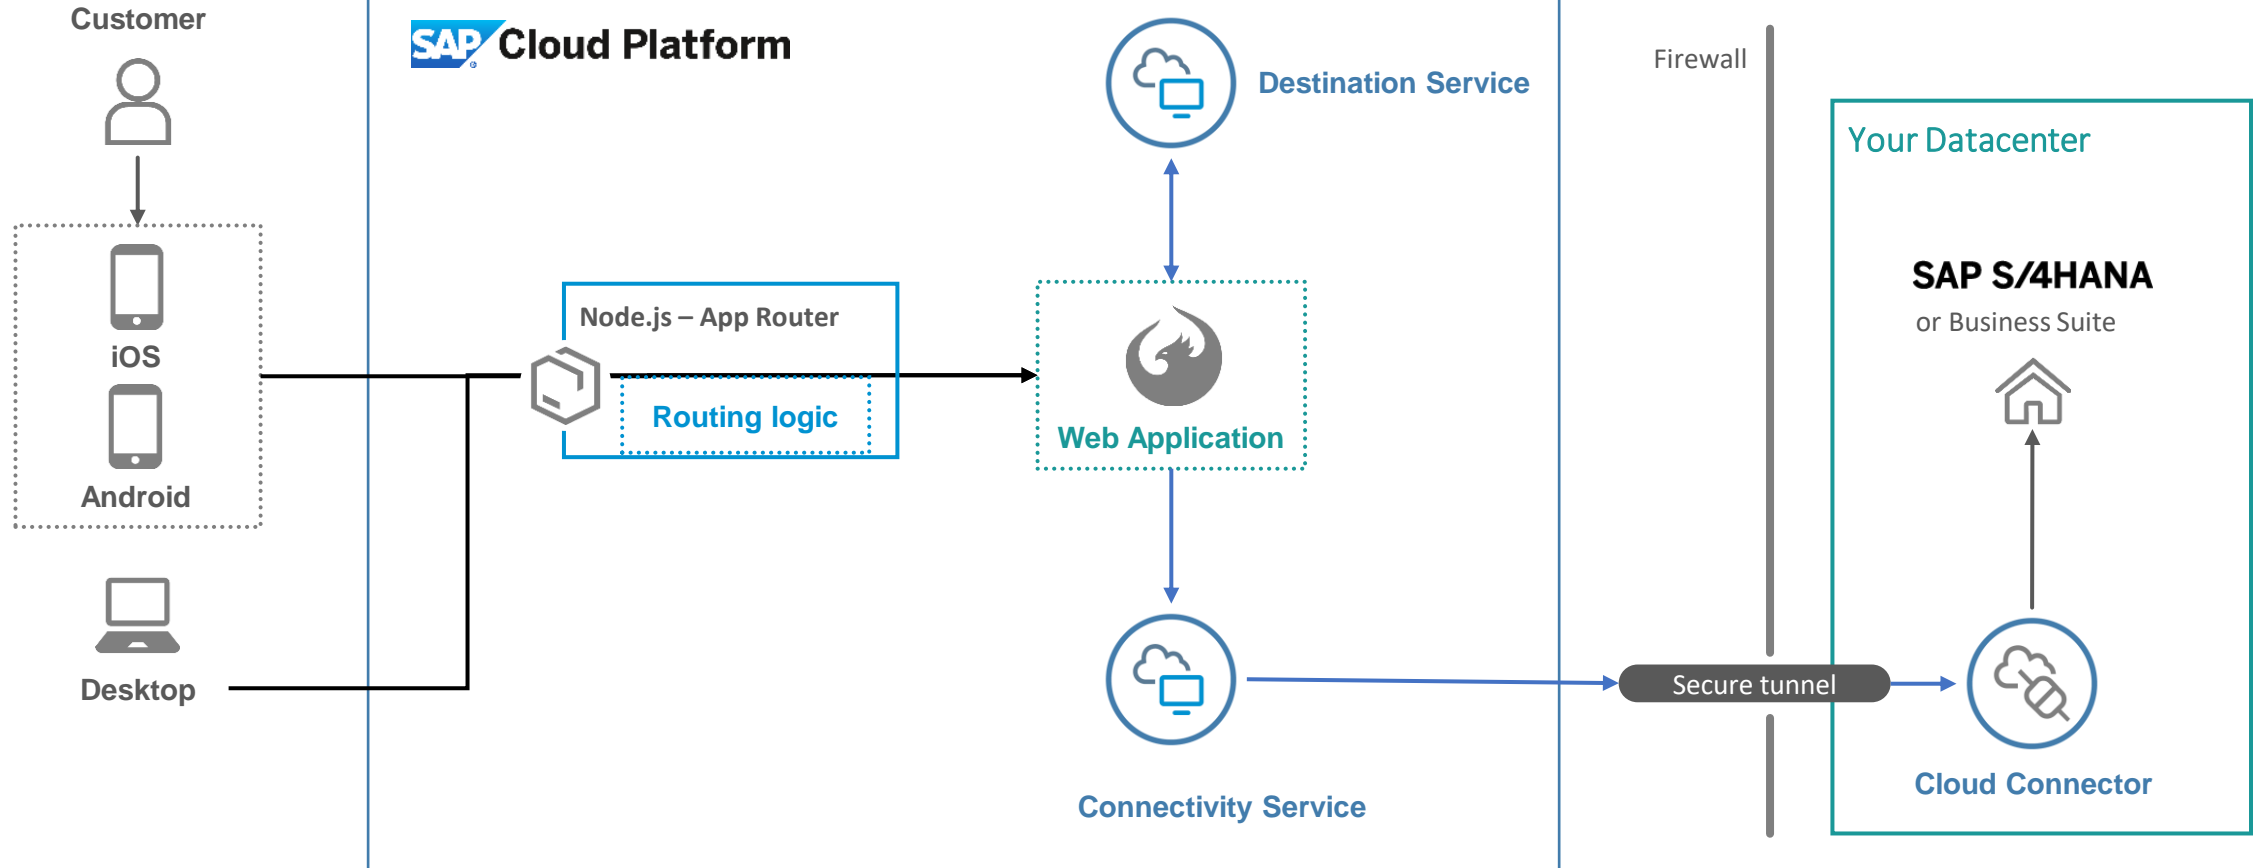 Customer
SAP Cloud Platform
Destination Service
Firewall
Your Datacenter
SAP S/4HANA
or Business Suite
Node.js – App Router
iOS
Routing logic
Web Application
Android
Desktop
Secure tunnel
Cloud Connector
Connectivity Service